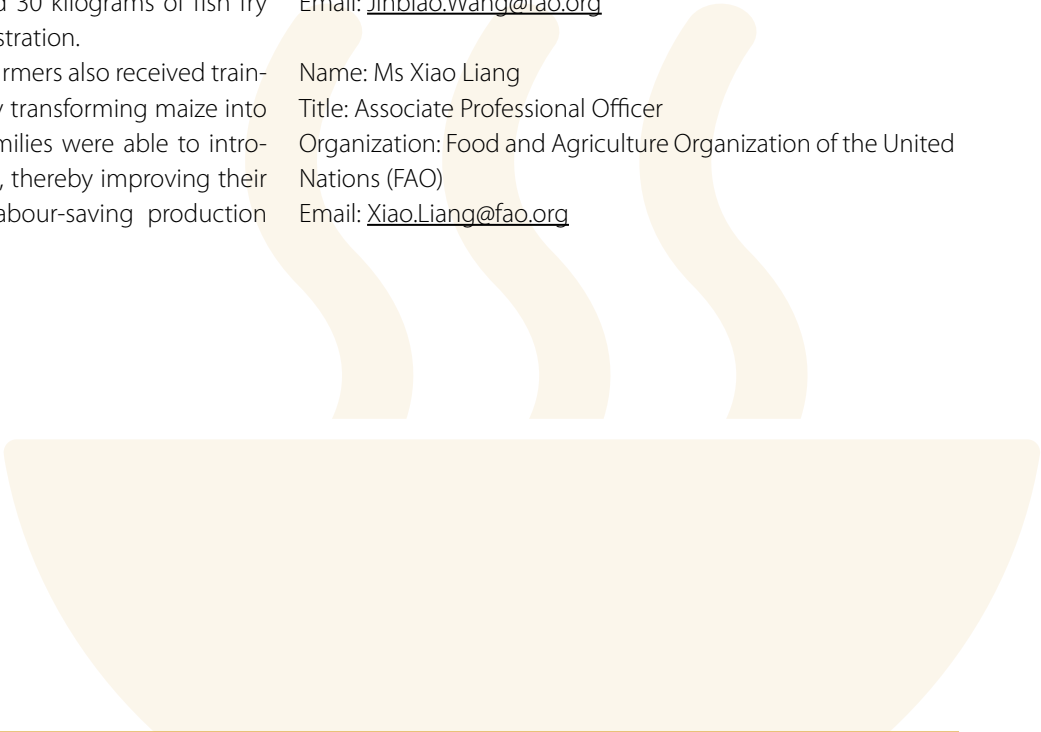 d 30 kilograms of fish fry
stration.
rmers also received train-
y transforming maize into
milies were able to intro-
, thereby improving their
abour-saving production
Email: Jinbiao.Wang@fao.org
Name: Ms Xiao Liang
Title: Associate Professional Officer
Organization: Food and Agriculture Organization of the United
Nations (FAO)
Email: Xiao.Liang@fao.org